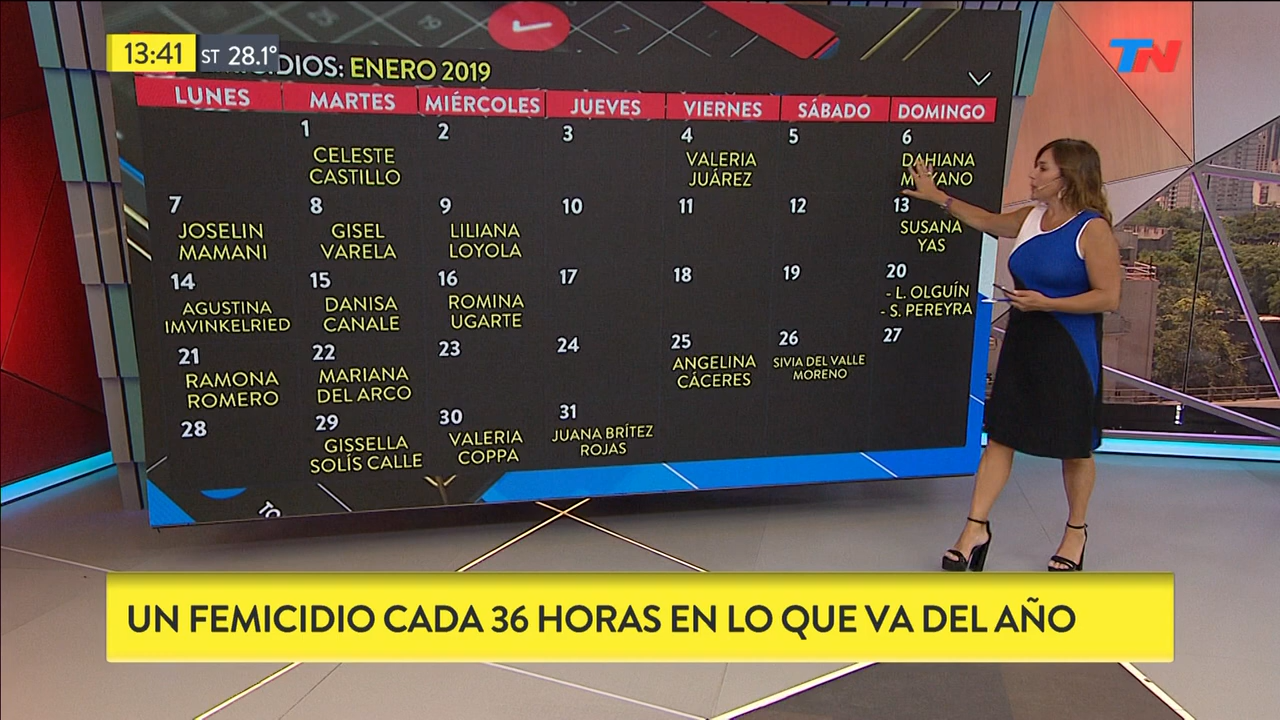 13:41 ST 28.1°
TN
ICIDIOS: ENERO 2019
LUNES MARTES MIÉRCOLES JUEVES VIERNES SÁBADO DOMINGO
1 2 3 4 5 6
CELESTE CASTILLO
VALERIA JUÁREZ
DAHIANA M YANO
7 8 9 10 11 12 13
JOSELIN MAMANI
GISEL VARELA
LILIANA LOYOLA
SUSANA YAS
14 15 16 17 18 19 20
AGUSTINA IMVINKELRIED
DANISA CANALE
ROMINA UGARTE
- L. OLGUÍN
- S. PEREYRA
21 22 23 24 25 26 27
RAMONA ROMERO
MARIANA DEL ARCO
ANGELINA CÁCERES
SIVIA DEL VALLE MORENO
28 29 30 31
GISSELLA SOLÍS CALLE
VALERIA COPPA
JUANA BRÍTEZ ROJAS
TO
UN FEMICIDIO CADA 36 HORAS EN LO QUE VA DEL AÑO